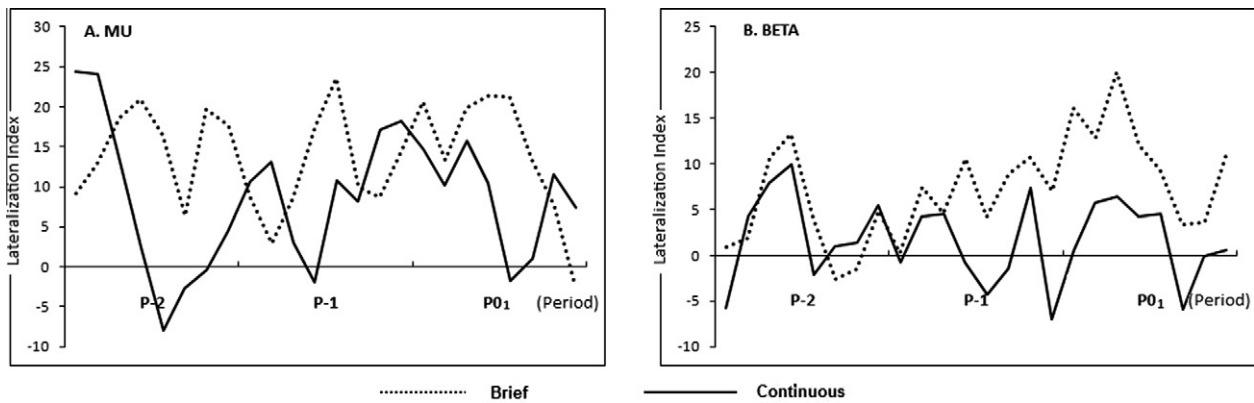 A. MU
Lateralization Index
30
25
20
15
10
5
0
-5
-10
P-2
P-1
P0₁
(Period)
B. BETA
Lateralization Index
25
20
15
10
5
0
-5
-10
P-2
P-1
P0₁
(Period)
Brief
Continuous